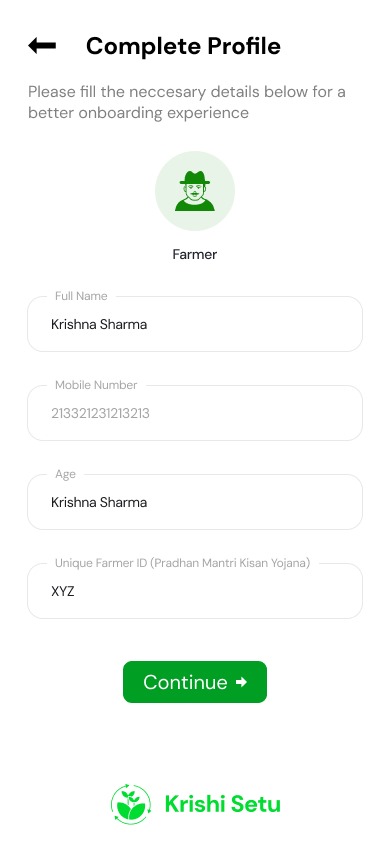 Complete Profile
Please fill the neccesary details below for a
better onboarding experience
Farmer
Full Name
Krishna Sharma
Mobile Number
213321231213213
Age
Krishna Sharma
Unique Farmer ID (Pradhan Mantri Kisan Yojana)
XYZ
Continue
Krishi Setu